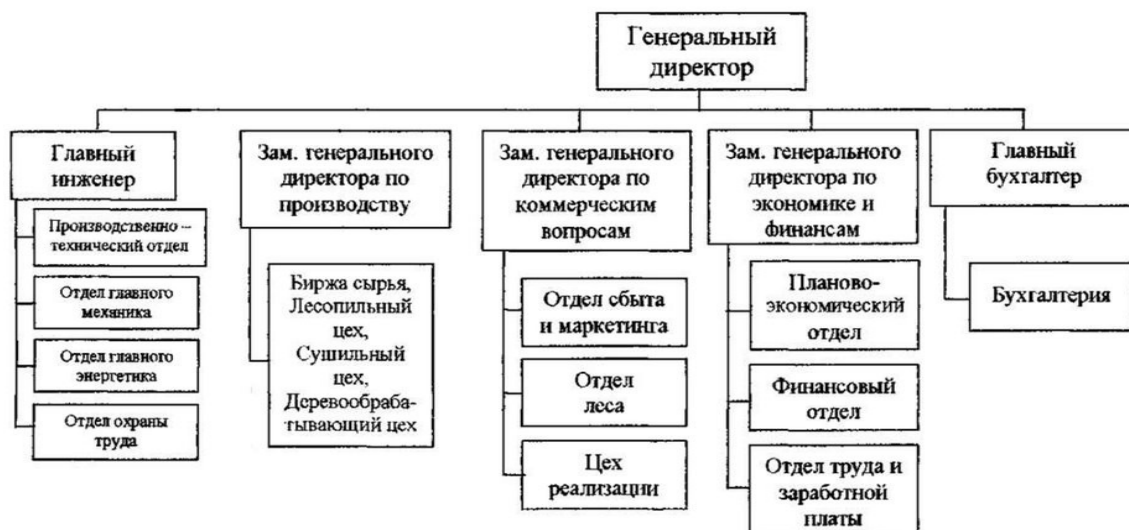 Генеральный
директор
Главный
инженер
Производственно –
технический отдел
Отдел главного
механика
Отдел главного
энергетика
Отдел охраны
труда
Зам. генерального
директора по
производству
Биржа сырья,
Лесопильный
цех,
Сушильный
цех,
Деревообраба-
тывающий цех
Зам. генерального
директора по
коммерческим
вопросам
Отдел сбыта
и маркетинга
Отдел
леса
Цех
реализации
Зам. генерального
директора по
экономике и
финансам
Планово-
экономический
отдел
Финансовый
отдел
Отдел труда и
заработной
платы
Главный
бухгалтер
Бухгалтерия